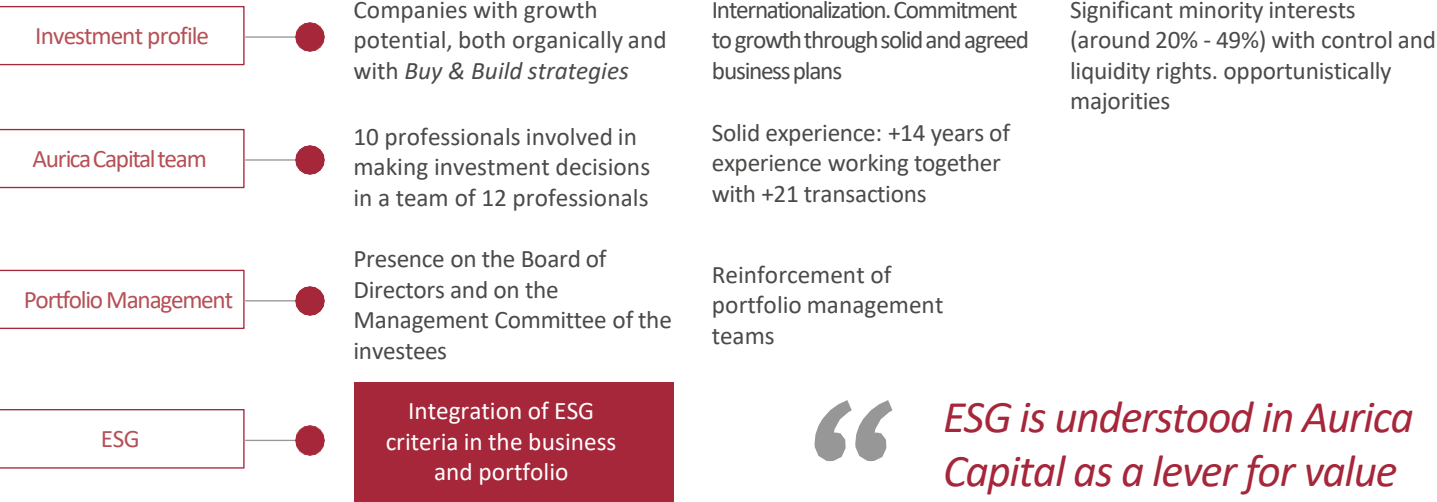 Investment profile
Companies with growth
potential, both organically and
with Buy & Build strategies
Internationalization. Commitment
to growth through solid and agreed
business plans
Significant minority interests
(around 20% - 49%) with control and
liquidity rights. opportunistically
majorities
Aurica Capital team
10 professionals involved in
making investment decisions
in a team of 12 professionals
Solid experience: +14 years of
experience working together
with +21 transactions
Portfolio Management
Presence on the Board of
Directors and on the
Management Committee of the
investees
Reinforcement of
portfolio management
teams
ESG
Integration of ESG
criteria in the business
and portfolio
“ ESG is understood in Aurica
Capital as a lever for value